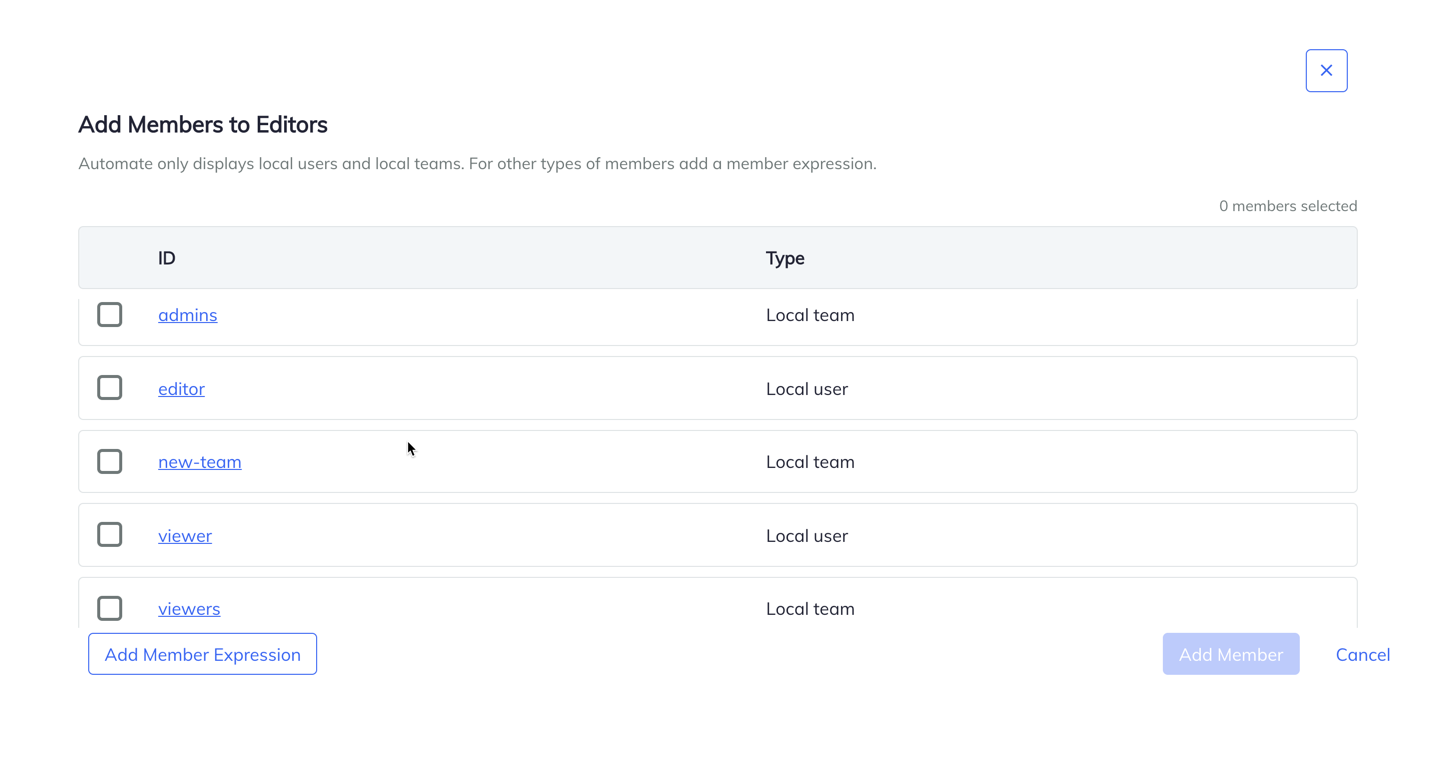 Add Members to Editors
Automate only displays local users and local teams. For other types of members add a member expression.
0 members selected
ID Type
admins Local team
editor Local user
new-team Local team
viewer Local user
viewers Local team
Add Member Expression Add Member Cancel